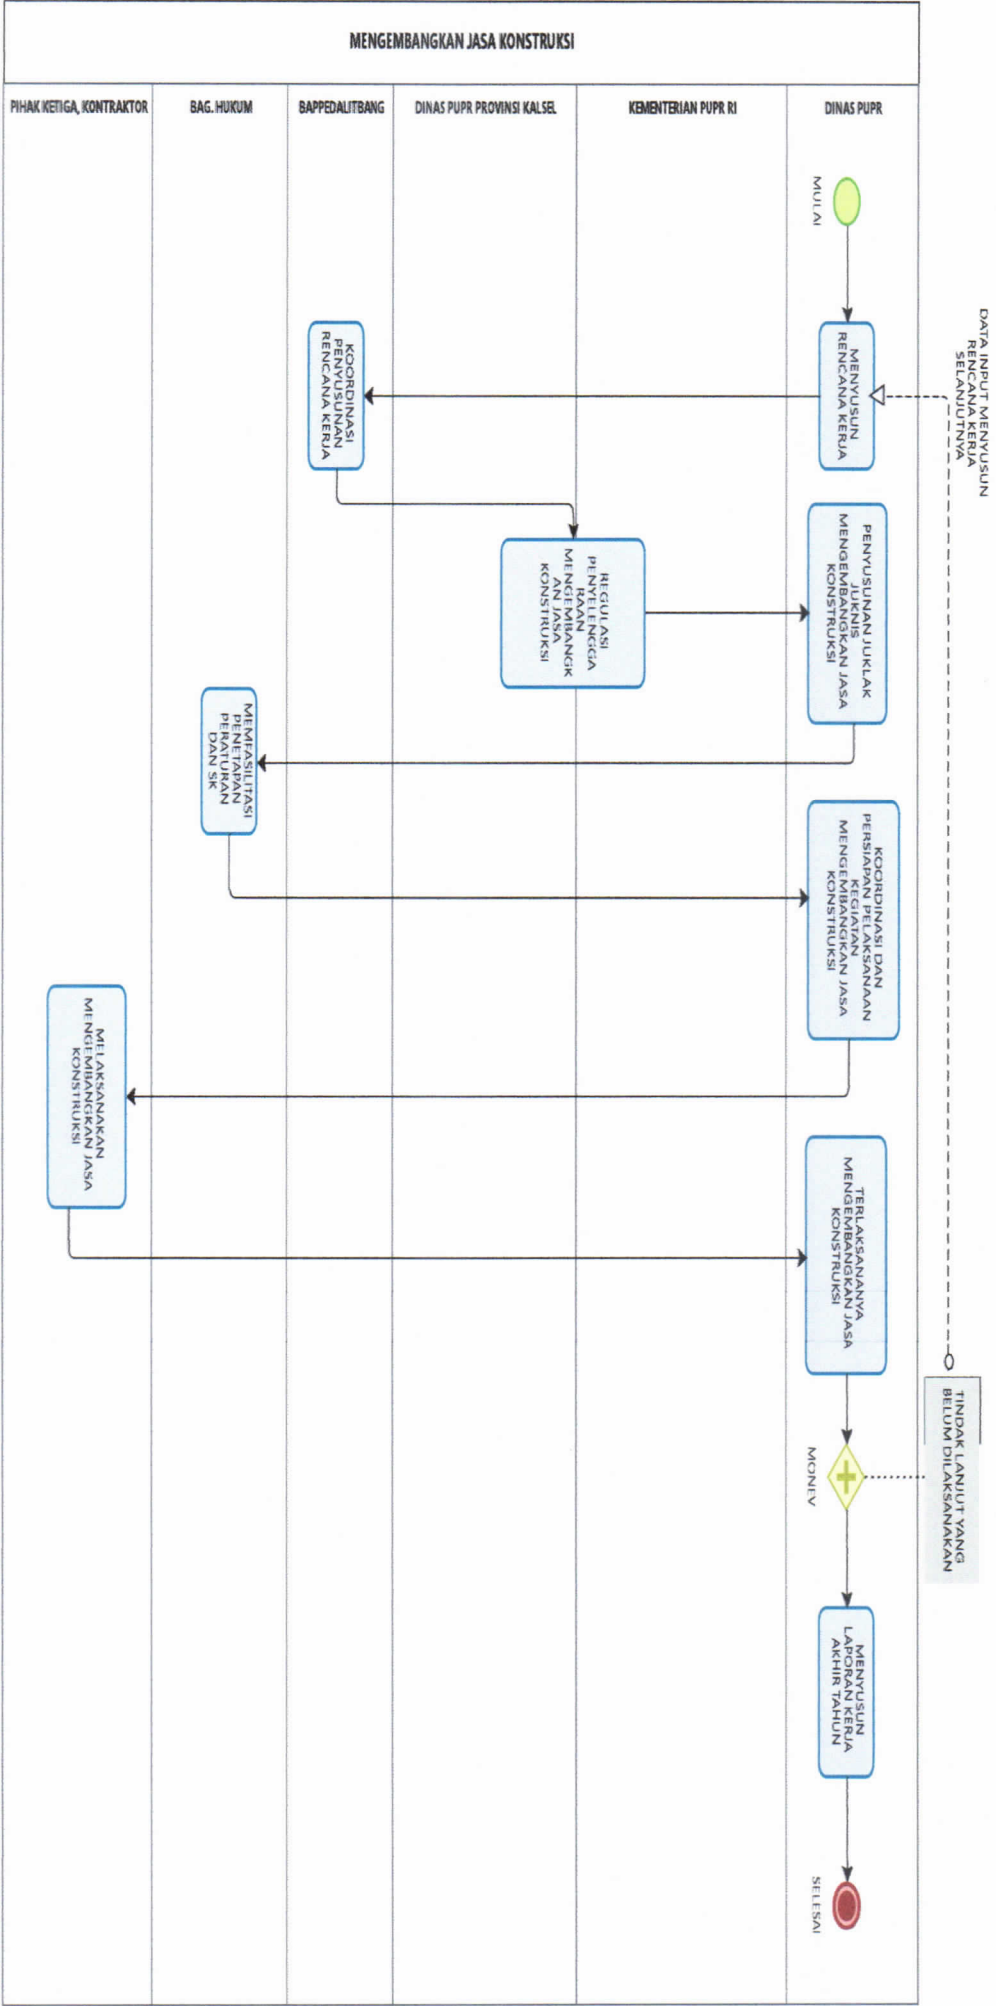 MENGEMBANGKAN JASA KONSTRUKSI
PIHAK KETIGA, KONTRAKTOR
BAG. HUKUM
BAPPEDALITBANG
DINAS PUPR PROVINSI KALSEL
KEMENTERIAN PUPR RI
DINAS PUPR
MULAI
DATA INPUT MENYUSUN
RENCANA KERJA
SELANJUTNYA
MENYUSUN
RENCANA KERJA
KOORDINASI
PENYUSUNAN
RENCANA KERJA
REGULASI
PENYELENGGA
RAAN
MENGEMBANGK
AN JASA
KONSTRUKSI
PENYUSUNAN JUKLAK
JUKNIS
MENGEMBANGKAN JASA
KONSTRUKSI
MEMFASILITASI
PENETAPAN
PERATURAN
DAN SK
KOORDINASI DAN
PERSIAPAN PELAKSANAAN
KEGIATAN
MENGEMBANGKAN JASA
KONSTRUKSI
MELAKSANAKAN
MENGEMBANGKAN JASA
KONSTRUKSI
TERLAKSANANYA
MENGEMBANGKAN JASA
KONSTRUKSI
MONEV
TINDAK LANJUT YANG
BELUM DILAKSANAKAN
MENYUSUN
LAPORAN KERJA
AKHIR TAHUN
SELESAI